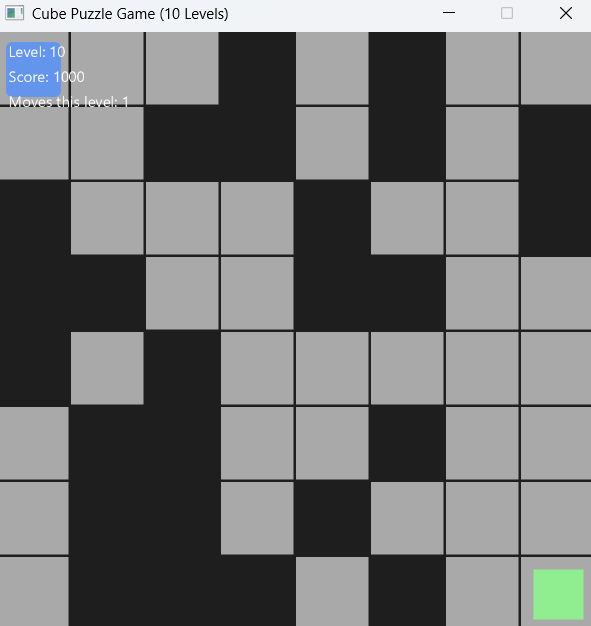 Cube Puzzle Game (10 Levels)
Level: 10
Score: 1000
Moves this level: 1